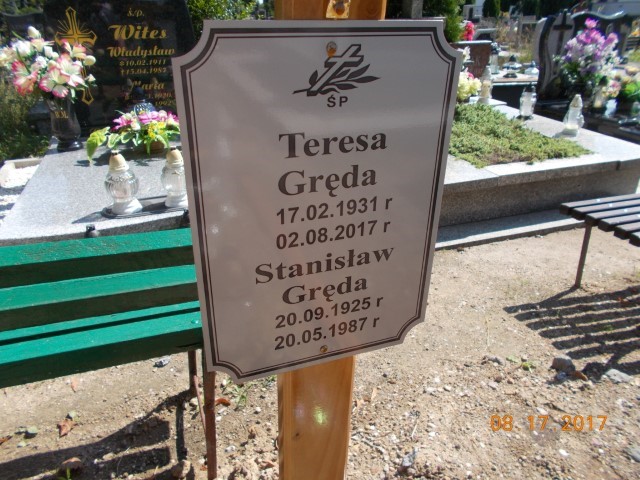 ŚP
Teresa
Gręda
17.02.1931 r
02.08.2017 r
Stanisław
Gręda
20.09.1925 r
20.05.1987 r
Ś.P.
Wites
Władysław
08.17.2017